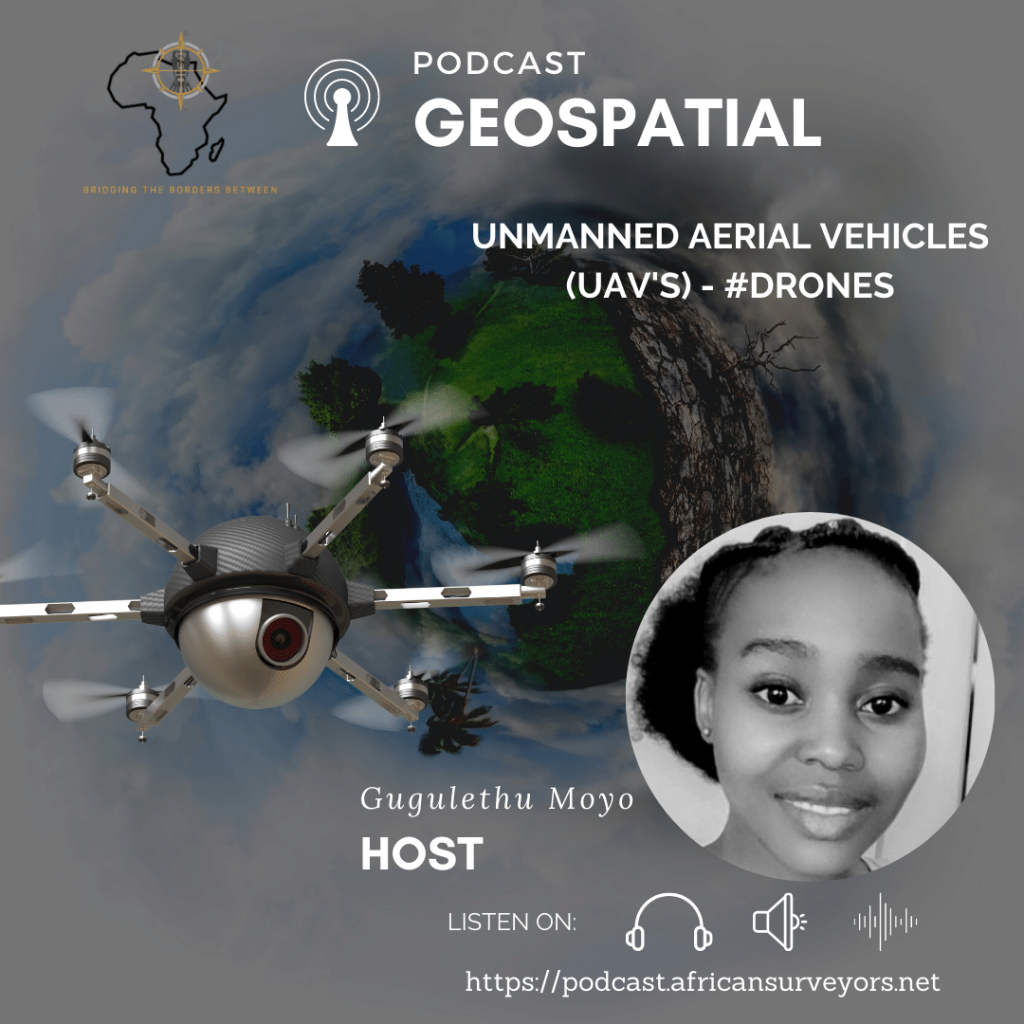 PODCAST
GEOSPATIAL
BRIDGING THE BORDERS BETWEEN
UNMANNED AERIAL VEHICLES
(UAV'S) - #DRONES
Gugulethu Moyo
HOST
LISTEN ON:
https://podcast.africansurveyors.net